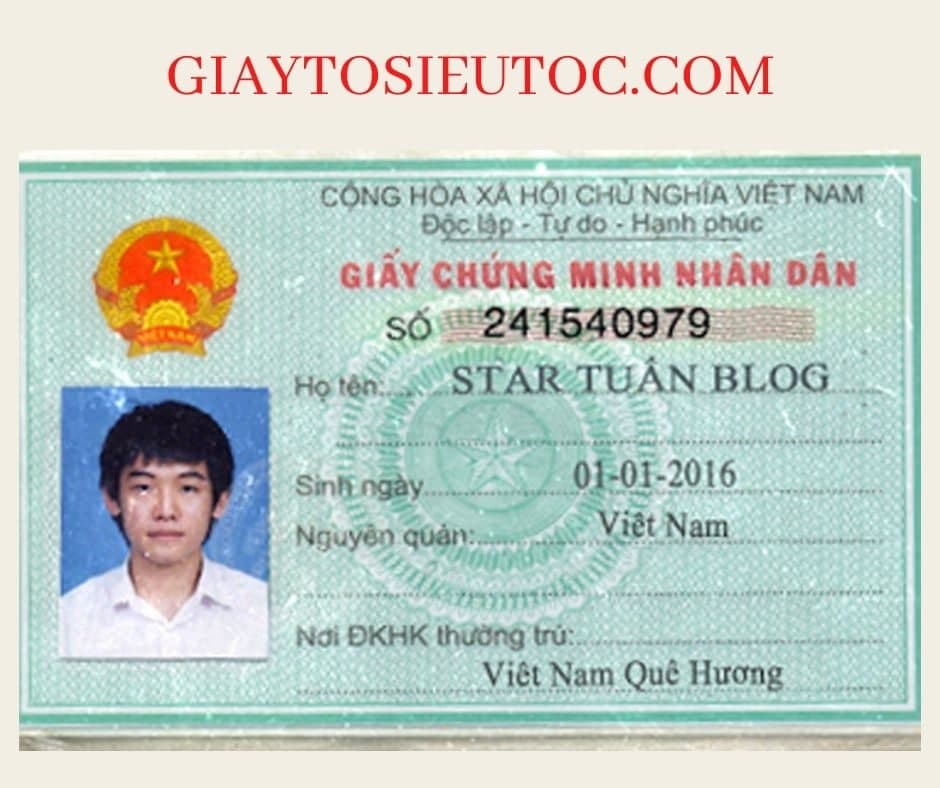 GIAYTOSIEUTOC.COM
CỘNG HÒA XÃ HỘI CHỦ NGHĨA VIỆT NAM
Độc lập - Tự do - Hạnh phúc
GIẤY CHỨNG MINH NHÂN DÂN
SỐ 241540979
Họ tên: STAR TUÂN BLOG
Sinh ngày 01-01-2016
Nguyên quán: Việt Nam
Nơi ĐKHK thường trú:
Việt Nam Quê Hương
VIỆT NAM